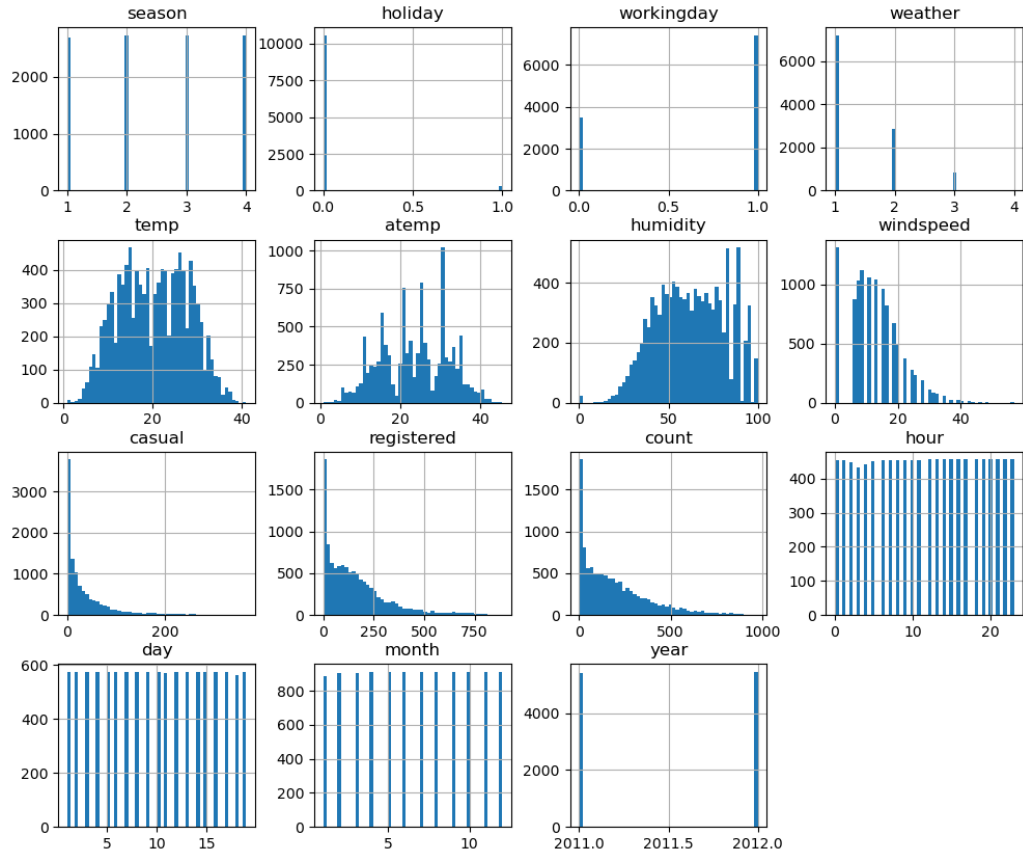 season holiday workingday weather
2000 10000 6000
1000 7500 4000
0 5000 2000
2500 0
0
1 2 3 4 0.0 0.5 1.0 0.0 0.5 1.0 1 2 3 4
temp atemp humidity windspeed
400 1000 400 1000
300 750 200 500
200 500 0 0
100 250
0 0
0 20 40 0 20 40 0 50 100 0 20 40
casual registered count hour
3000 1500 1500 400
2000 1000 1000 300
1000 500 500 200
0 0 0 100
0
0 200 0 250 500 750 0 500 1000 0 10 20
day month year
600 800 4000
400 600 2000
200 400 0
0 200
0
5 10 15 5 10 2011.0 2011.5 2012.0